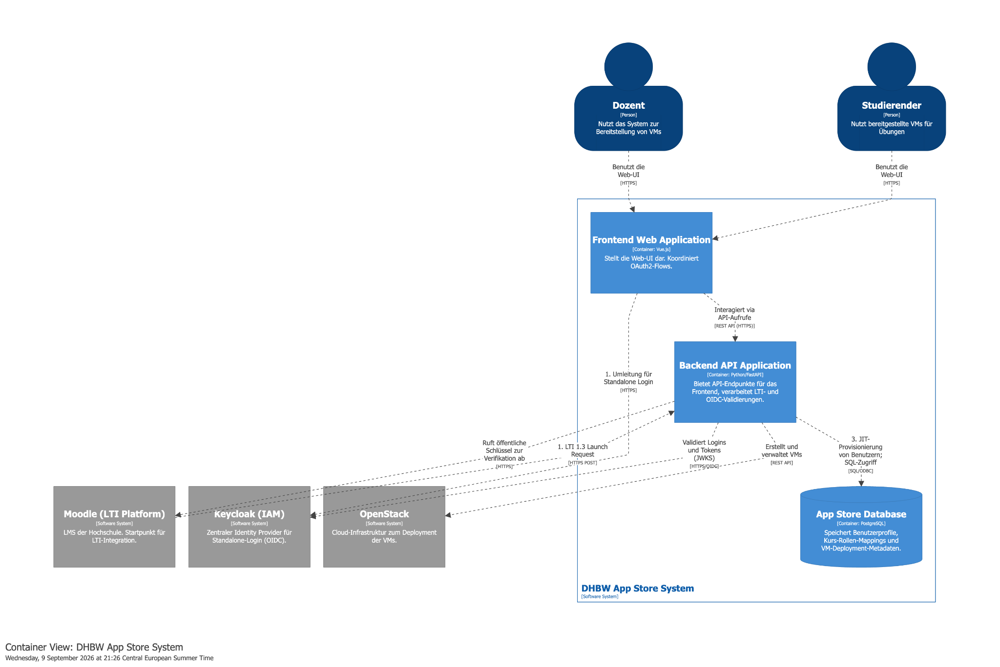 Dozent
[Person]
Nutzt das System zur
Bereitstellung von VMs
Studierender
[Person]
Nutzt bereitgestellte VMs für
Übungen
Benutzt die
Web-UI
[HTTPS]
Benutzt die
Web-UI
[HTTPS]
Frontend Web Application
[Container: Vue.js]
Stellt die Web-UI dar. Koordiniert
OAuth2-Flows.
Interagiert via
API-Aufrufe
[REST API (HTTPS)]
1. Umleitung für
Standalone Login
[HTTPS]
Backend API Application
[Container: Python/FastAPI]
Bietet API-Endpunkte für das
Frontend, verarbeitet LTI- und
OIDC-Validierungen.
Ruft öffentliche
Schlüssel zur
Verifikation ab
[HTTPS]
1. LTI 1.3 Launch
Request
[HTTPS POST]
Validiert Logins
und Tokens
(JWKS)
[HTTPS/OIDC]
Erstellt und
verwaltet VMs
[REST API]
3. JIT-
Provisionierung
von Benutzern;
SQL-Zugriff
[SQL/ODBC]
Moodle (LTI Platform)
[Software System]
LMS der Hochschule. Startpunkt für
LTI-Integration.
Keycloak (IAM)
[Software System]
Zentraler Identity Provider für
Standalone-Login (OIDC).
OpenStack
[Software System]
Cloud-Infrastruktur zum Deployment
der VMs.
App Store Database
[Container: PostgreSQL]
Speichert Benutzerprofile,
Kurs-Rollen-Mappings und
VM-Deployment-Metadaten.
DHBW App Store System
[Software System]
Container View: DHBW App Store System
Wednesday, 9 September 2026 at 21:26 Central European Summer Time